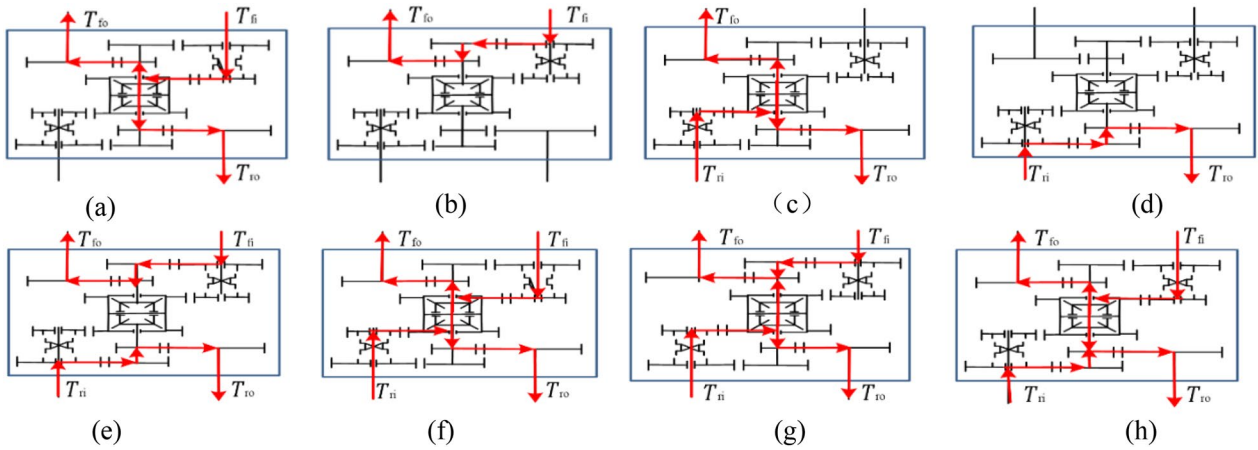 Tfo Tfi Tfo Tfi Tfo
Tro Tri Tro Tri Tro
(a) (b) （c） (d)
Tfo Tfi Tfo Tfi Tfo Tfi Tfo Tfi
Tri Tro Tri Tro Tri Tro Tri Tro
(e) (f) (g) (h)